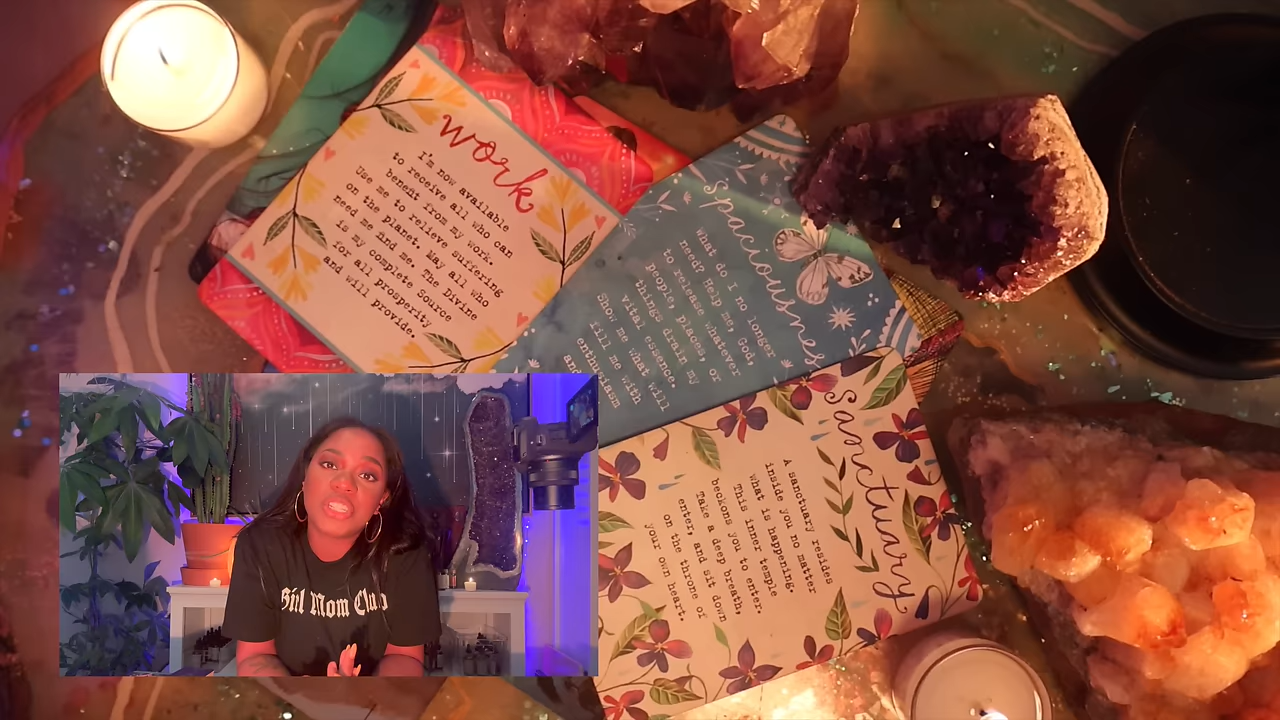 work
I'm now available
to receive all who can
benefit from my work.
Use me to relieve suffering
on the planet. May all who
need me find me. The Divine
is my complete Source
for all prosperity
and will provide.
Spaciousness
What do I no longer
need? Help me, God,
to release whatever
people, places, or
things drain my
vital essence.
Show me what will
fill me with
enthusiasm
and
Sanctuary
A sanctuary resides
inside you no matter
what is happening.
This inner temple
beckons you to enter.
Take a deep breath,
enter, and sit down
on the throne of
your own heart.
Girl Mom Club